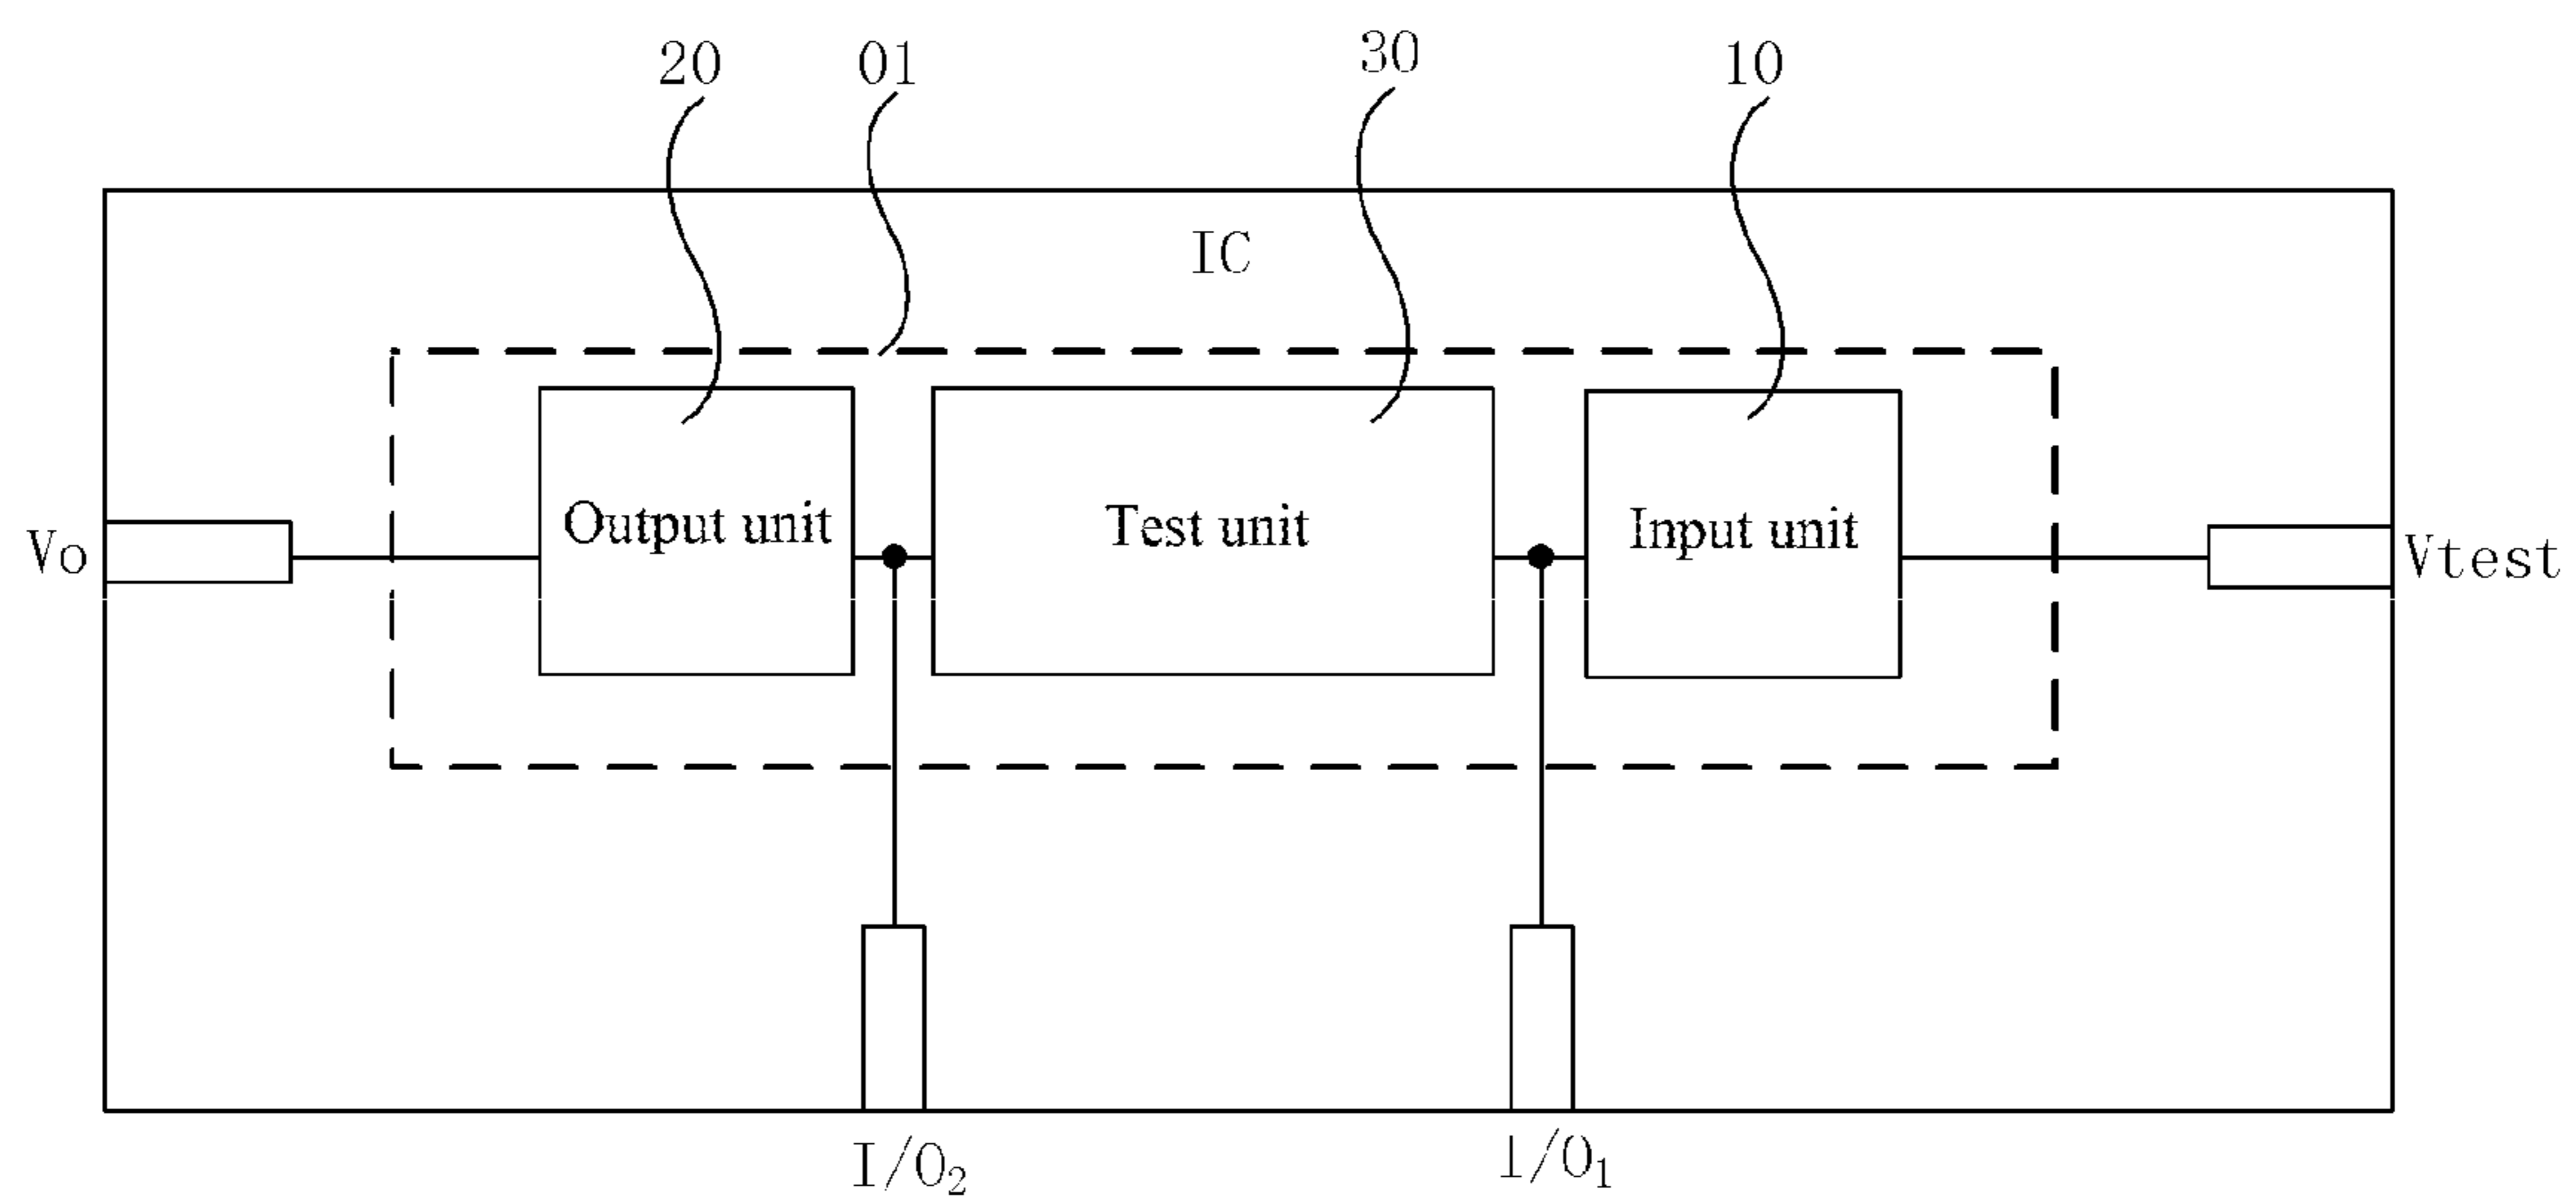 20 01 30 10
IC
Output unit Test unit Input unit
Vo Vtest
I/O₂ I/O₁